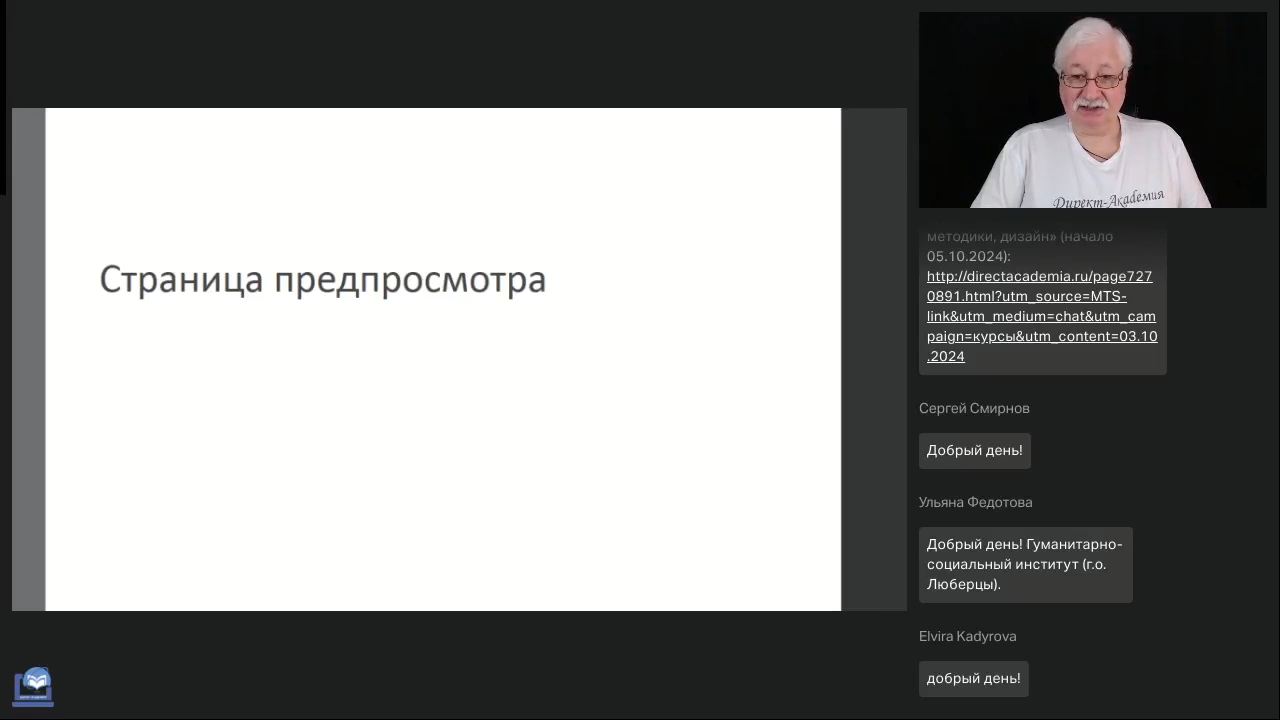 Страница предпросмотра
Директ-Академия
методики, дизайн» (начало
05.10.2024):
http://directacademia.ru/page727
0891.html?utm_source=MTS-
link&utm_medium=chat&utm_cam
paign=курсы&utm_content=03.10
.2024
Сергей Смирнов
Добрый день!
Ульяна Федотова
Добрый день! Гуманитарно-
социальный институт (г.о.
Люберцы).
Elvira Kadyrova
добрый день!